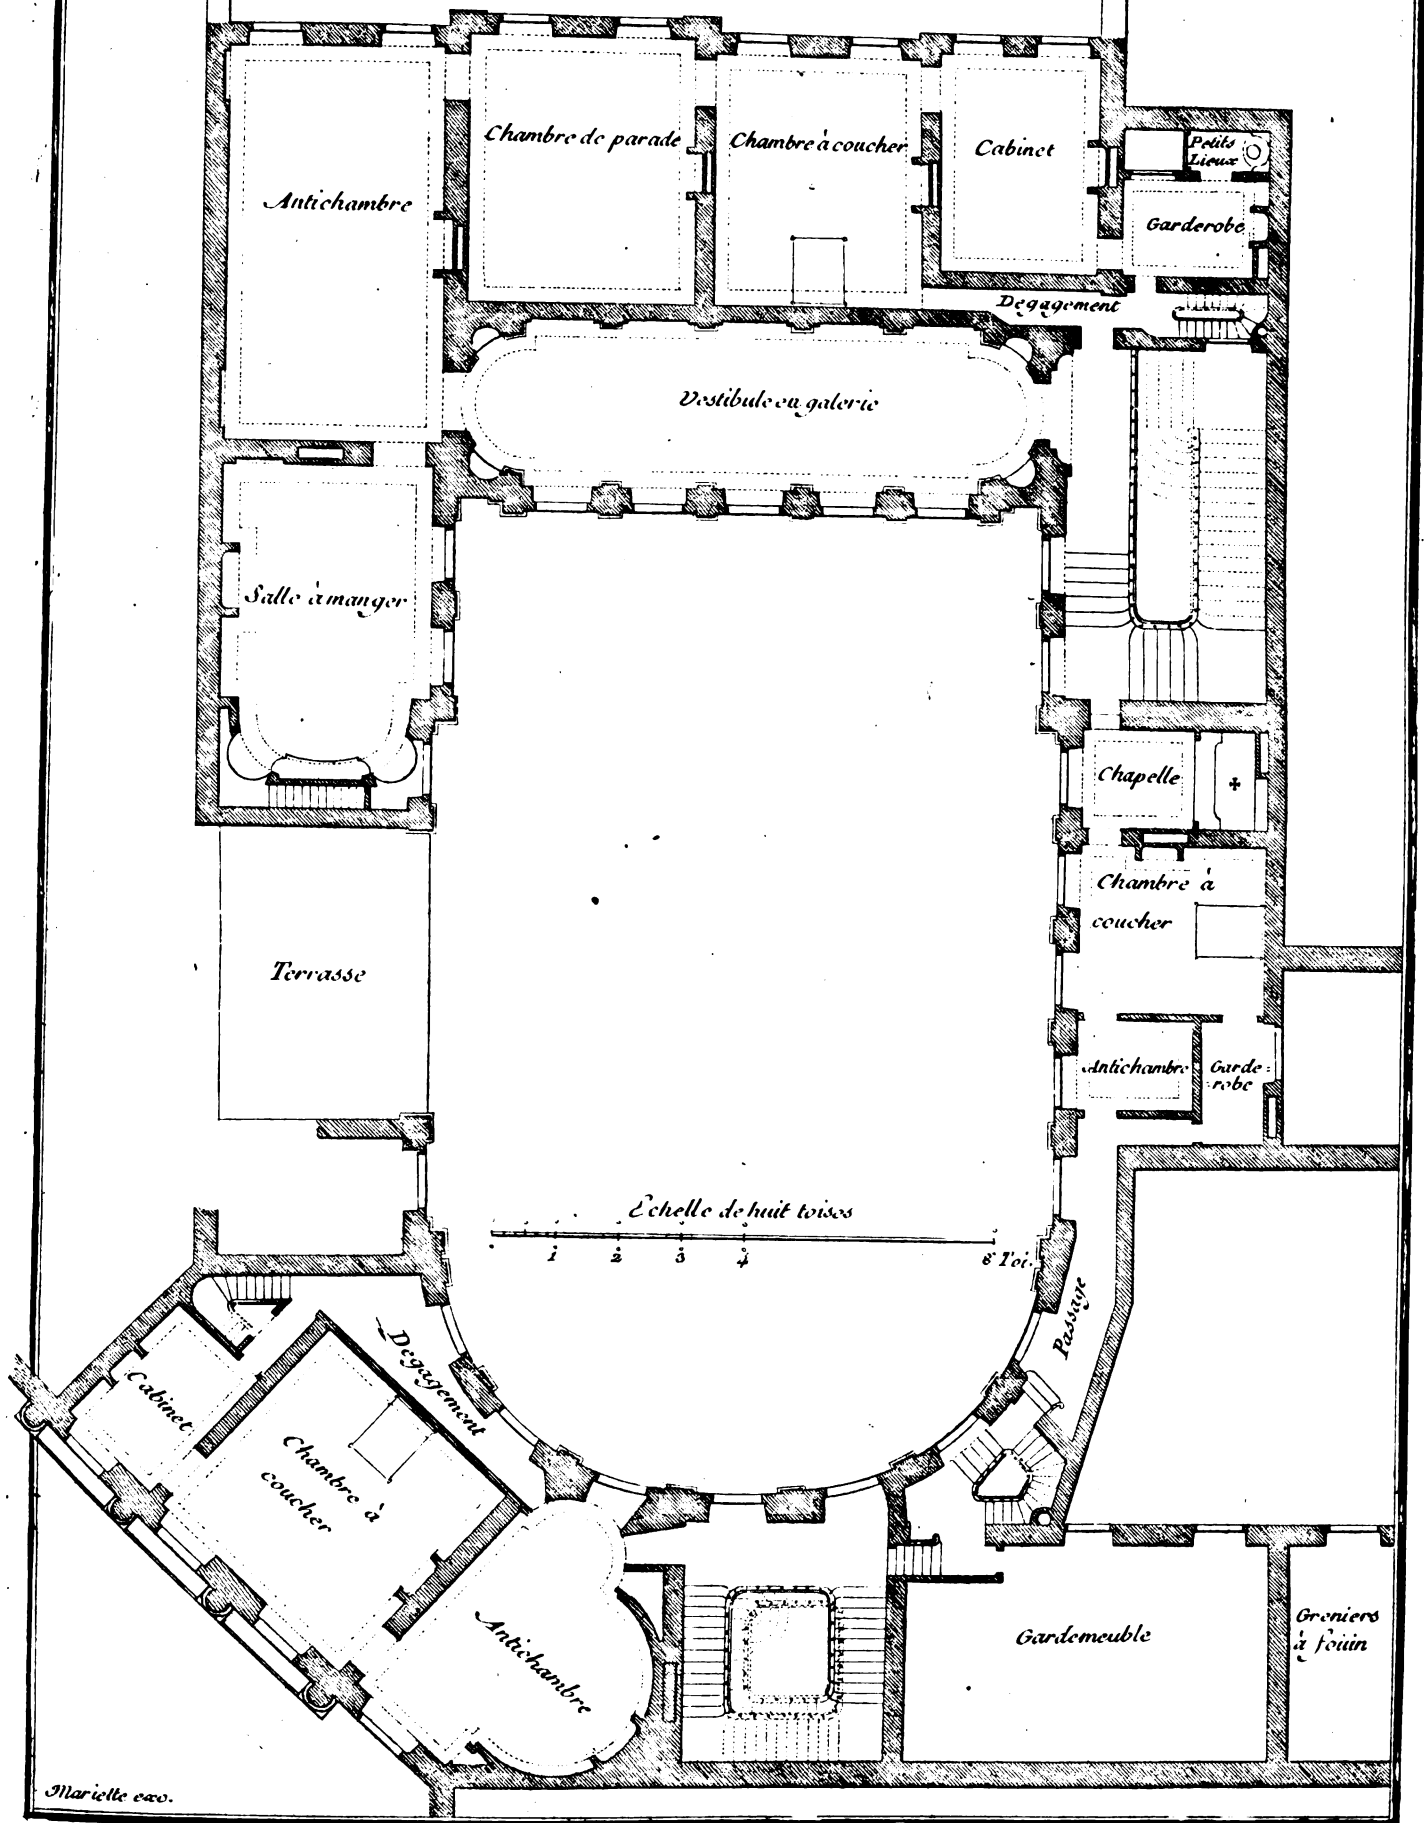 Chambre de parade
Chambre à coucher
Cabinet
Petits
Lieux
Antichambre
Garderobe
Degagement
Vestibule en galerie
Salle à manger
Chapelle
Chambre à
coucher
Terrasse
Antichambre
Garde=
robe
Echelle de huit toises
1 2 3 4 8 Toi.
Passage
Degagement
Cabinet
Chambre à
coucher
Antichambre
Gardemeuble
Greniers
à foüin
Mariette exc.